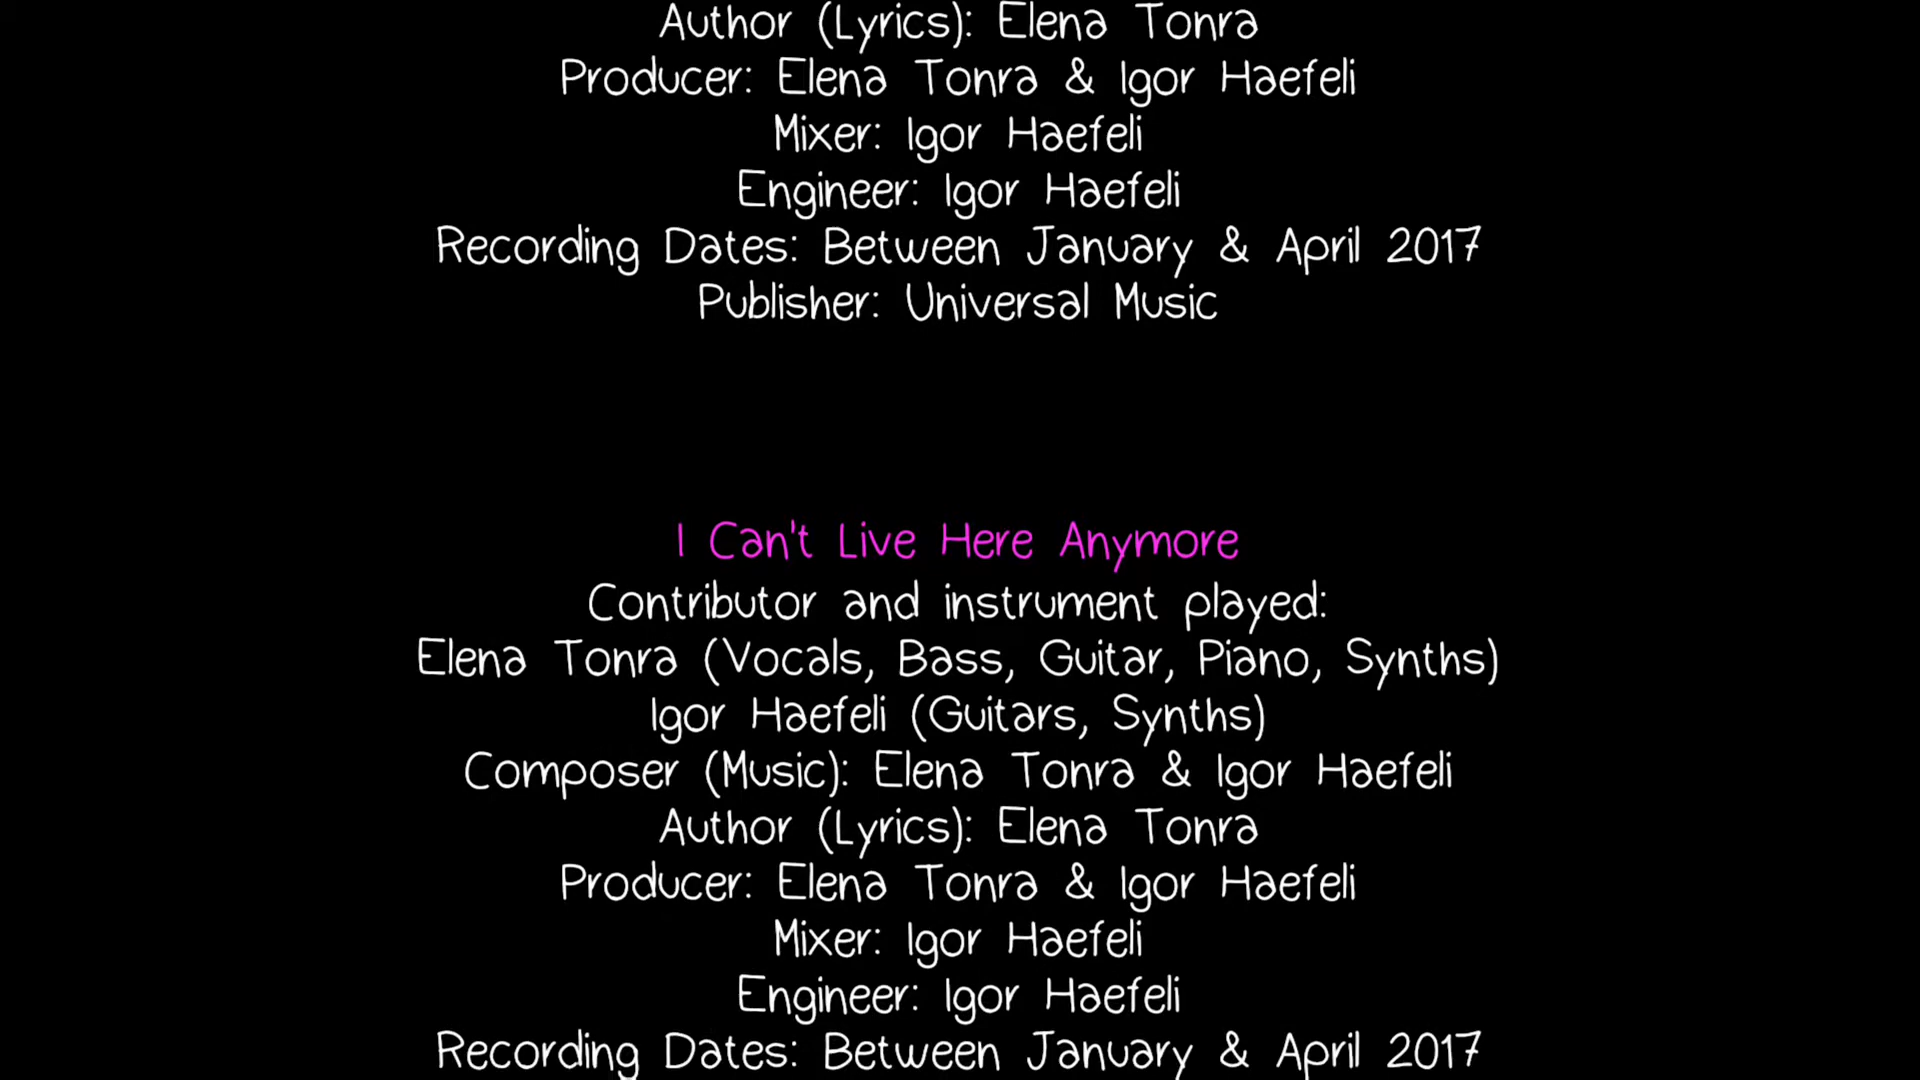 Author (Lyrics): Elena Tonra
Producer: Elena Tonra & Igor Haefeli
Mixer: Igor Haefeli
Engineer: Igor Haefeli
Recording Dates: Between January & April 2017
Publisher: Universal Music
I Can't Live Here Anymore
Contributor and instrument played:
Elena Tonra (Vocals, Bass, Guitar, Piano, Synths)
Igor Haefeli (Guitars, Synths)
Composer (Music): Elena Tonra & Igor Haefeli
Author (Lyrics): Elena Tonra
Producer: Elena Tonra & Igor Haefeli
Mixer: Igor Haefeli
Engineer: Igor Haefeli
Recording Dates: Between January & April 2017